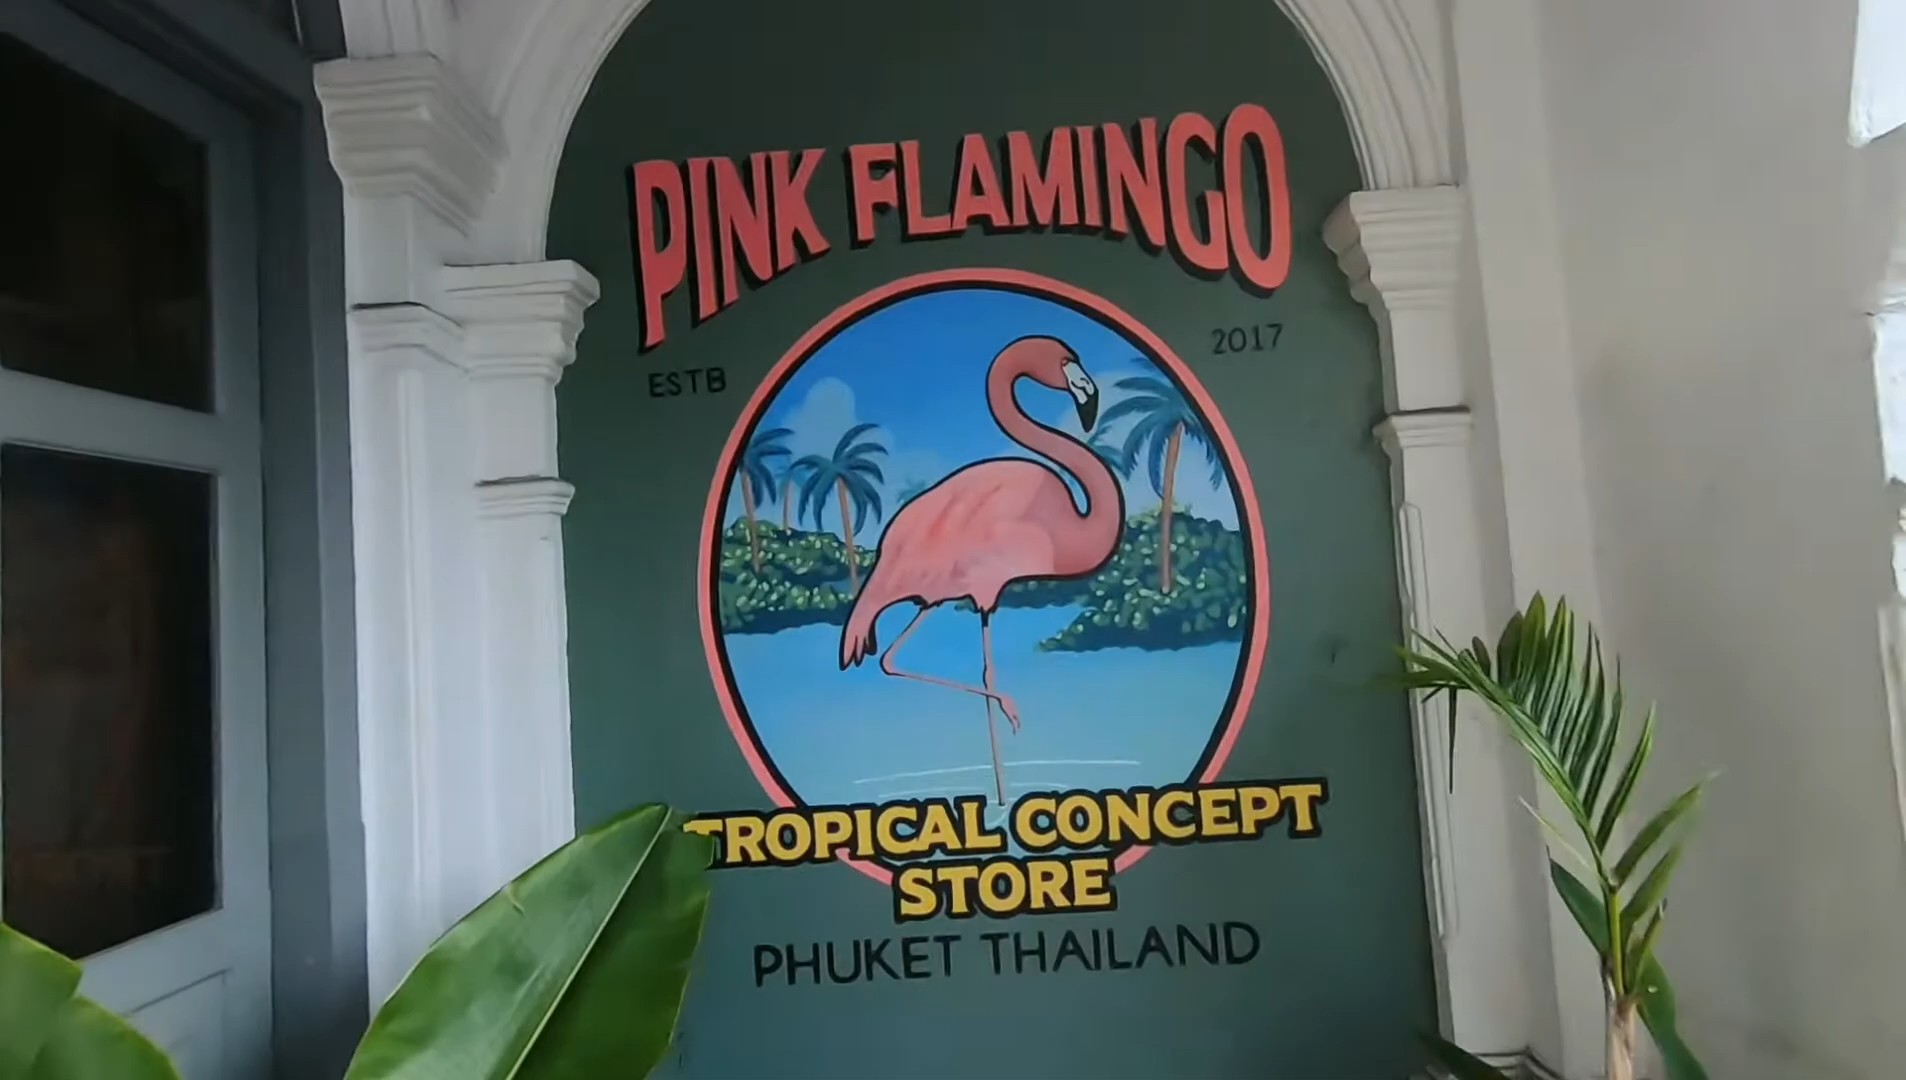 PINK FLAMINGO
ESTB 2017
TROPICAL CONCEPT
STORE
PHUKET THAILAND